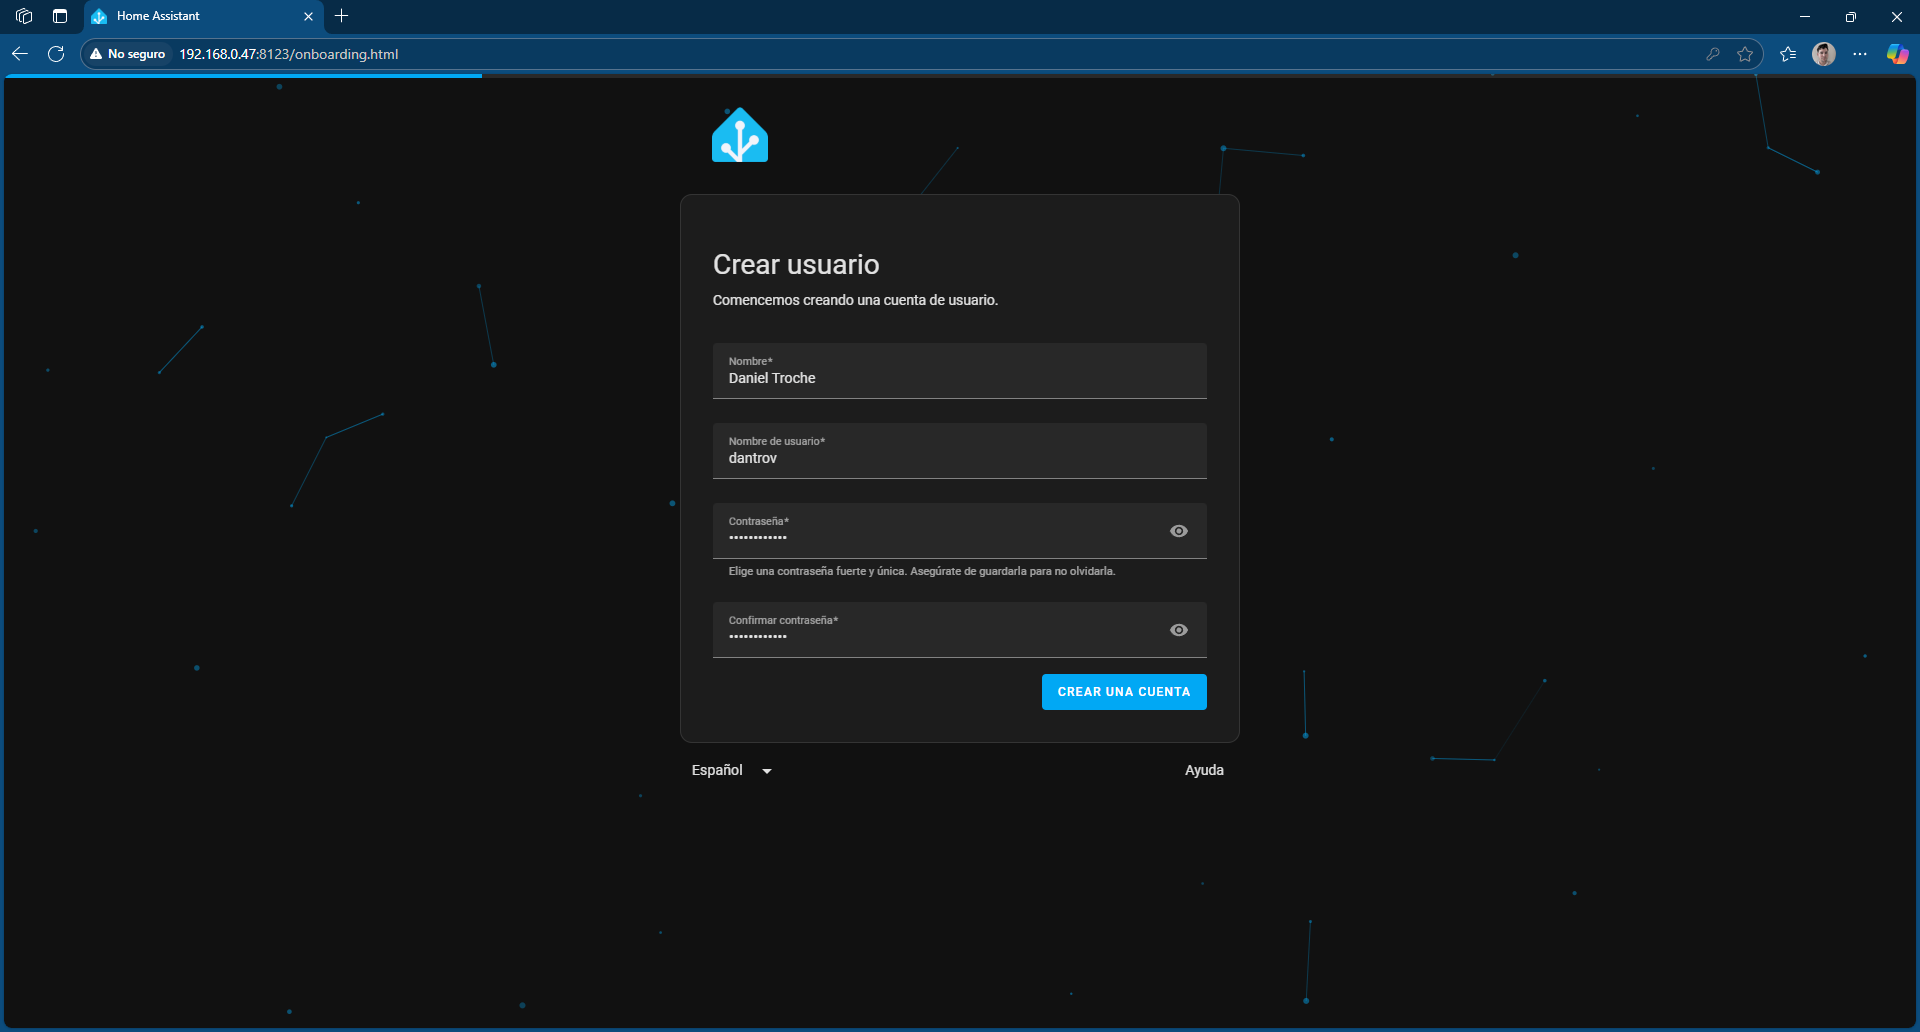 Home Assistant
No seguro
192.168.0.47:8123/onboarding.html
Crear usuario
Comencemos creando una cuenta de usuario.
Nombre*
Daniel Troche
Nombre de usuario*
dantrov
Contraseña*
••••••••••••
Elige una contraseña fuerte y única. Asegúrate de guardarla para no olvidarla.
Confirmar contraseña*
••••••••••••
CREAR UNA CUENTA
Español
Ayuda